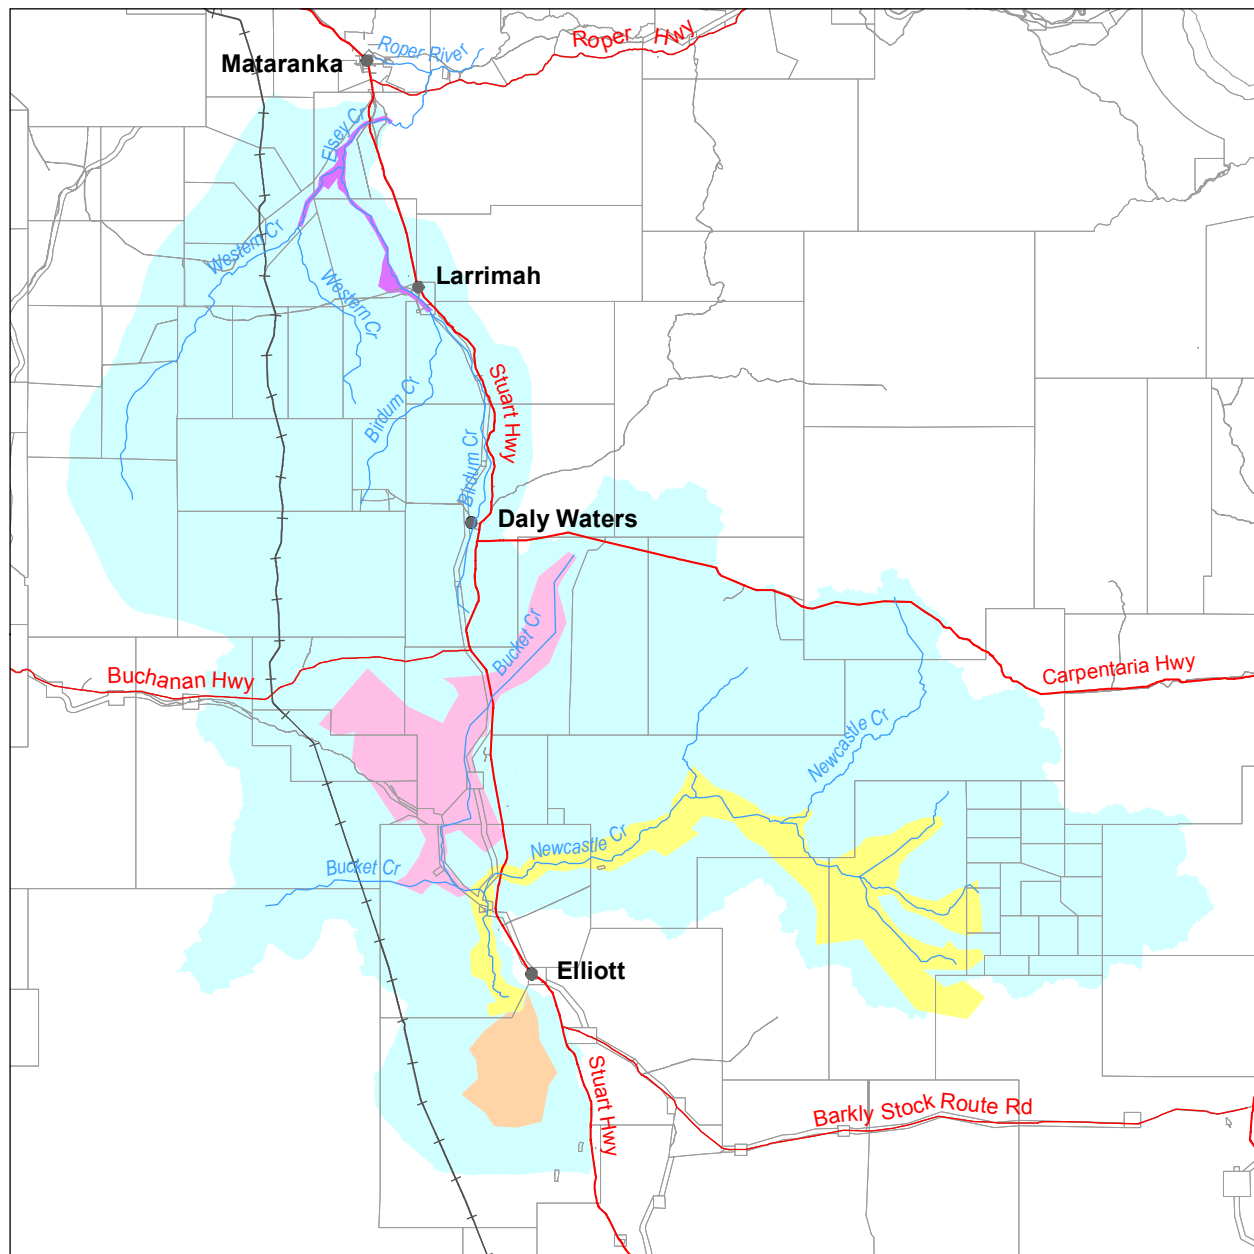 Roper Hwy
Roper River
Mataranka
Elsey Cr
Western Cr
Larrimah
Western Cr
Stuart Hwy
Birdum Cr
Birdum Cr
Daly Waters
Bucket Cr
Buchanan Hwy
Carpentaria Hwy
Newcastle Cr
Newcastle Cr
Bucket Cr
Elliott
Stuart Hwy
Barkly Stock Route Rd